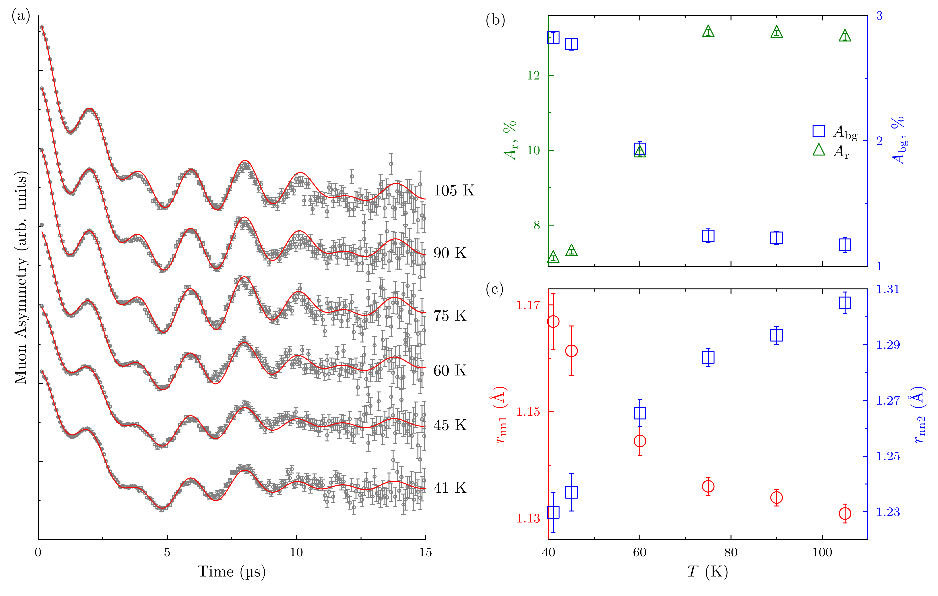 (a)
Muon Asymmetry (arb. units)
105 K
90 K
75 K
60 K
45 K
41 K
0 5 10 15
Time (µs)
(b)
12
10
8
A_r, %
3
2
1
A_bg, %
A_bg
A_r
(c)
1.17
1.15
1.13
r_nn1 (Å)
1.31
1.29
1.27
1.25
1.23
r_nn2 (Å)
40 60 80 100
T (K)